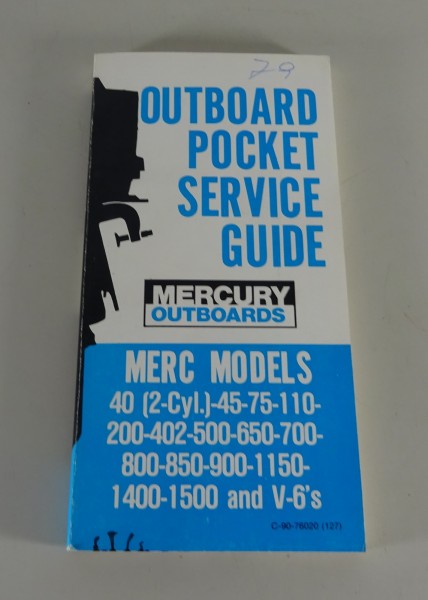 29
OUTBOARD
POCKET
SERVICE
GUIDE
MERCURY
OUTBOARDS
MERC MODELS
40 (2-Cyl.)-45-75-110-
200-402-500-650-700-
800-850-900-1150-
1400-1500 and V-6's
C-90-76020 (127)